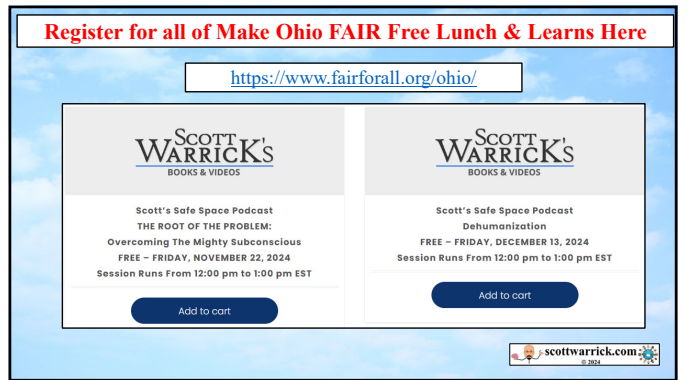 Register for all of Make Ohio FAIR Free Lunch & Learns Here
https://www.fairforall.org/ohio/
SCOTT
WARRICK'S
BOOKS & VIDEOS
Scott's Safe Space Podcast
THE ROOT OF THE PROBLEM:
Overcoming The Mighty Subconscious
FREE – FRIDAY, NOVEMBER 22, 2024
Session Runs From 12:00 pm to 1:00 pm EST
Add to cart
SCOTT
WARRICK'S
BOOKS & VIDEOS
Scott's Safe Space Podcast
Dehumanization
FREE – FRIDAY, DECEMBER 13, 2024
Session Runs From 12:00 pm to 1:00 pm EST
Add to cart
scottwarrick.com
© 2024